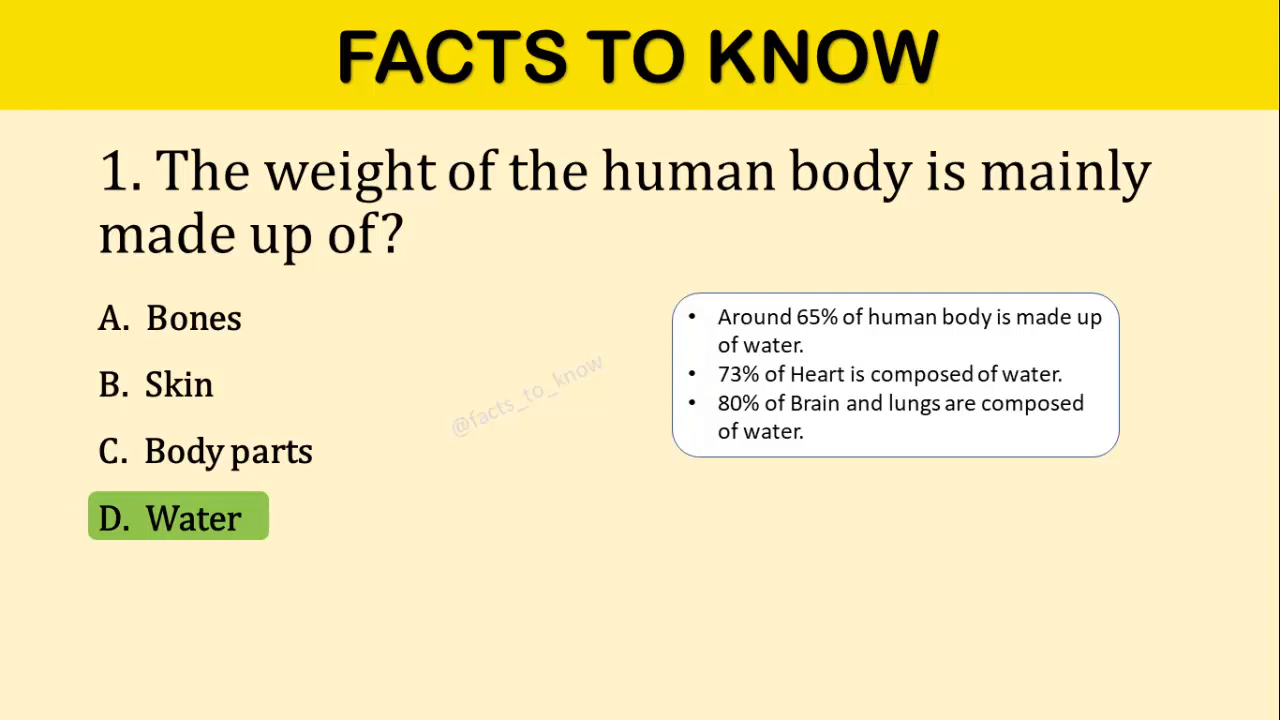 FACTS TO KNOW
1. The weight of the human body is mainly
made up of?
A. Bones
B. Skin
C. Body parts
D. Water
@facts_to_know
• Around 65% of human body is made up
of water.
• 73% of Heart is composed of water.
• 80% of Brain and lungs are composed
of water.